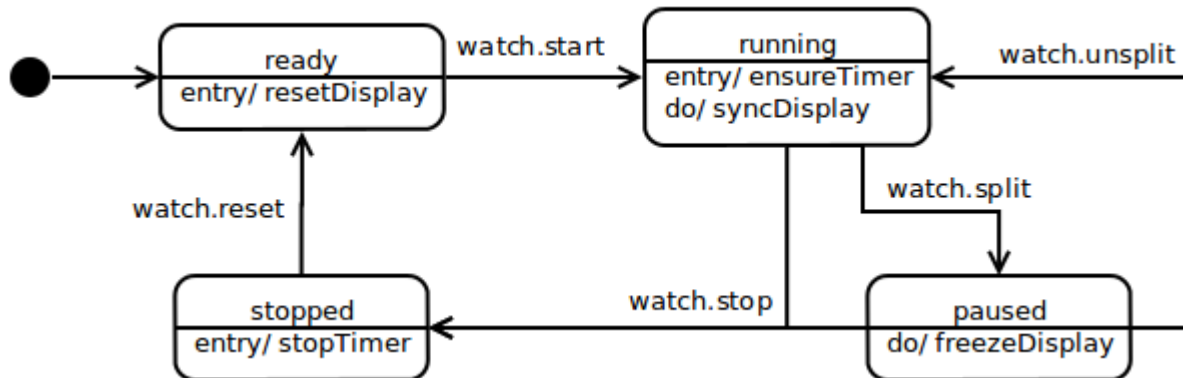 ready
entry/ resetDisplay
watch.start
running
entry/ ensureTimer
do/ syncDisplay
watch.unsplit
watch.reset
watch.split
stopped
entry/ stopTimer
watch.stop
paused
do/ freezeDisplay